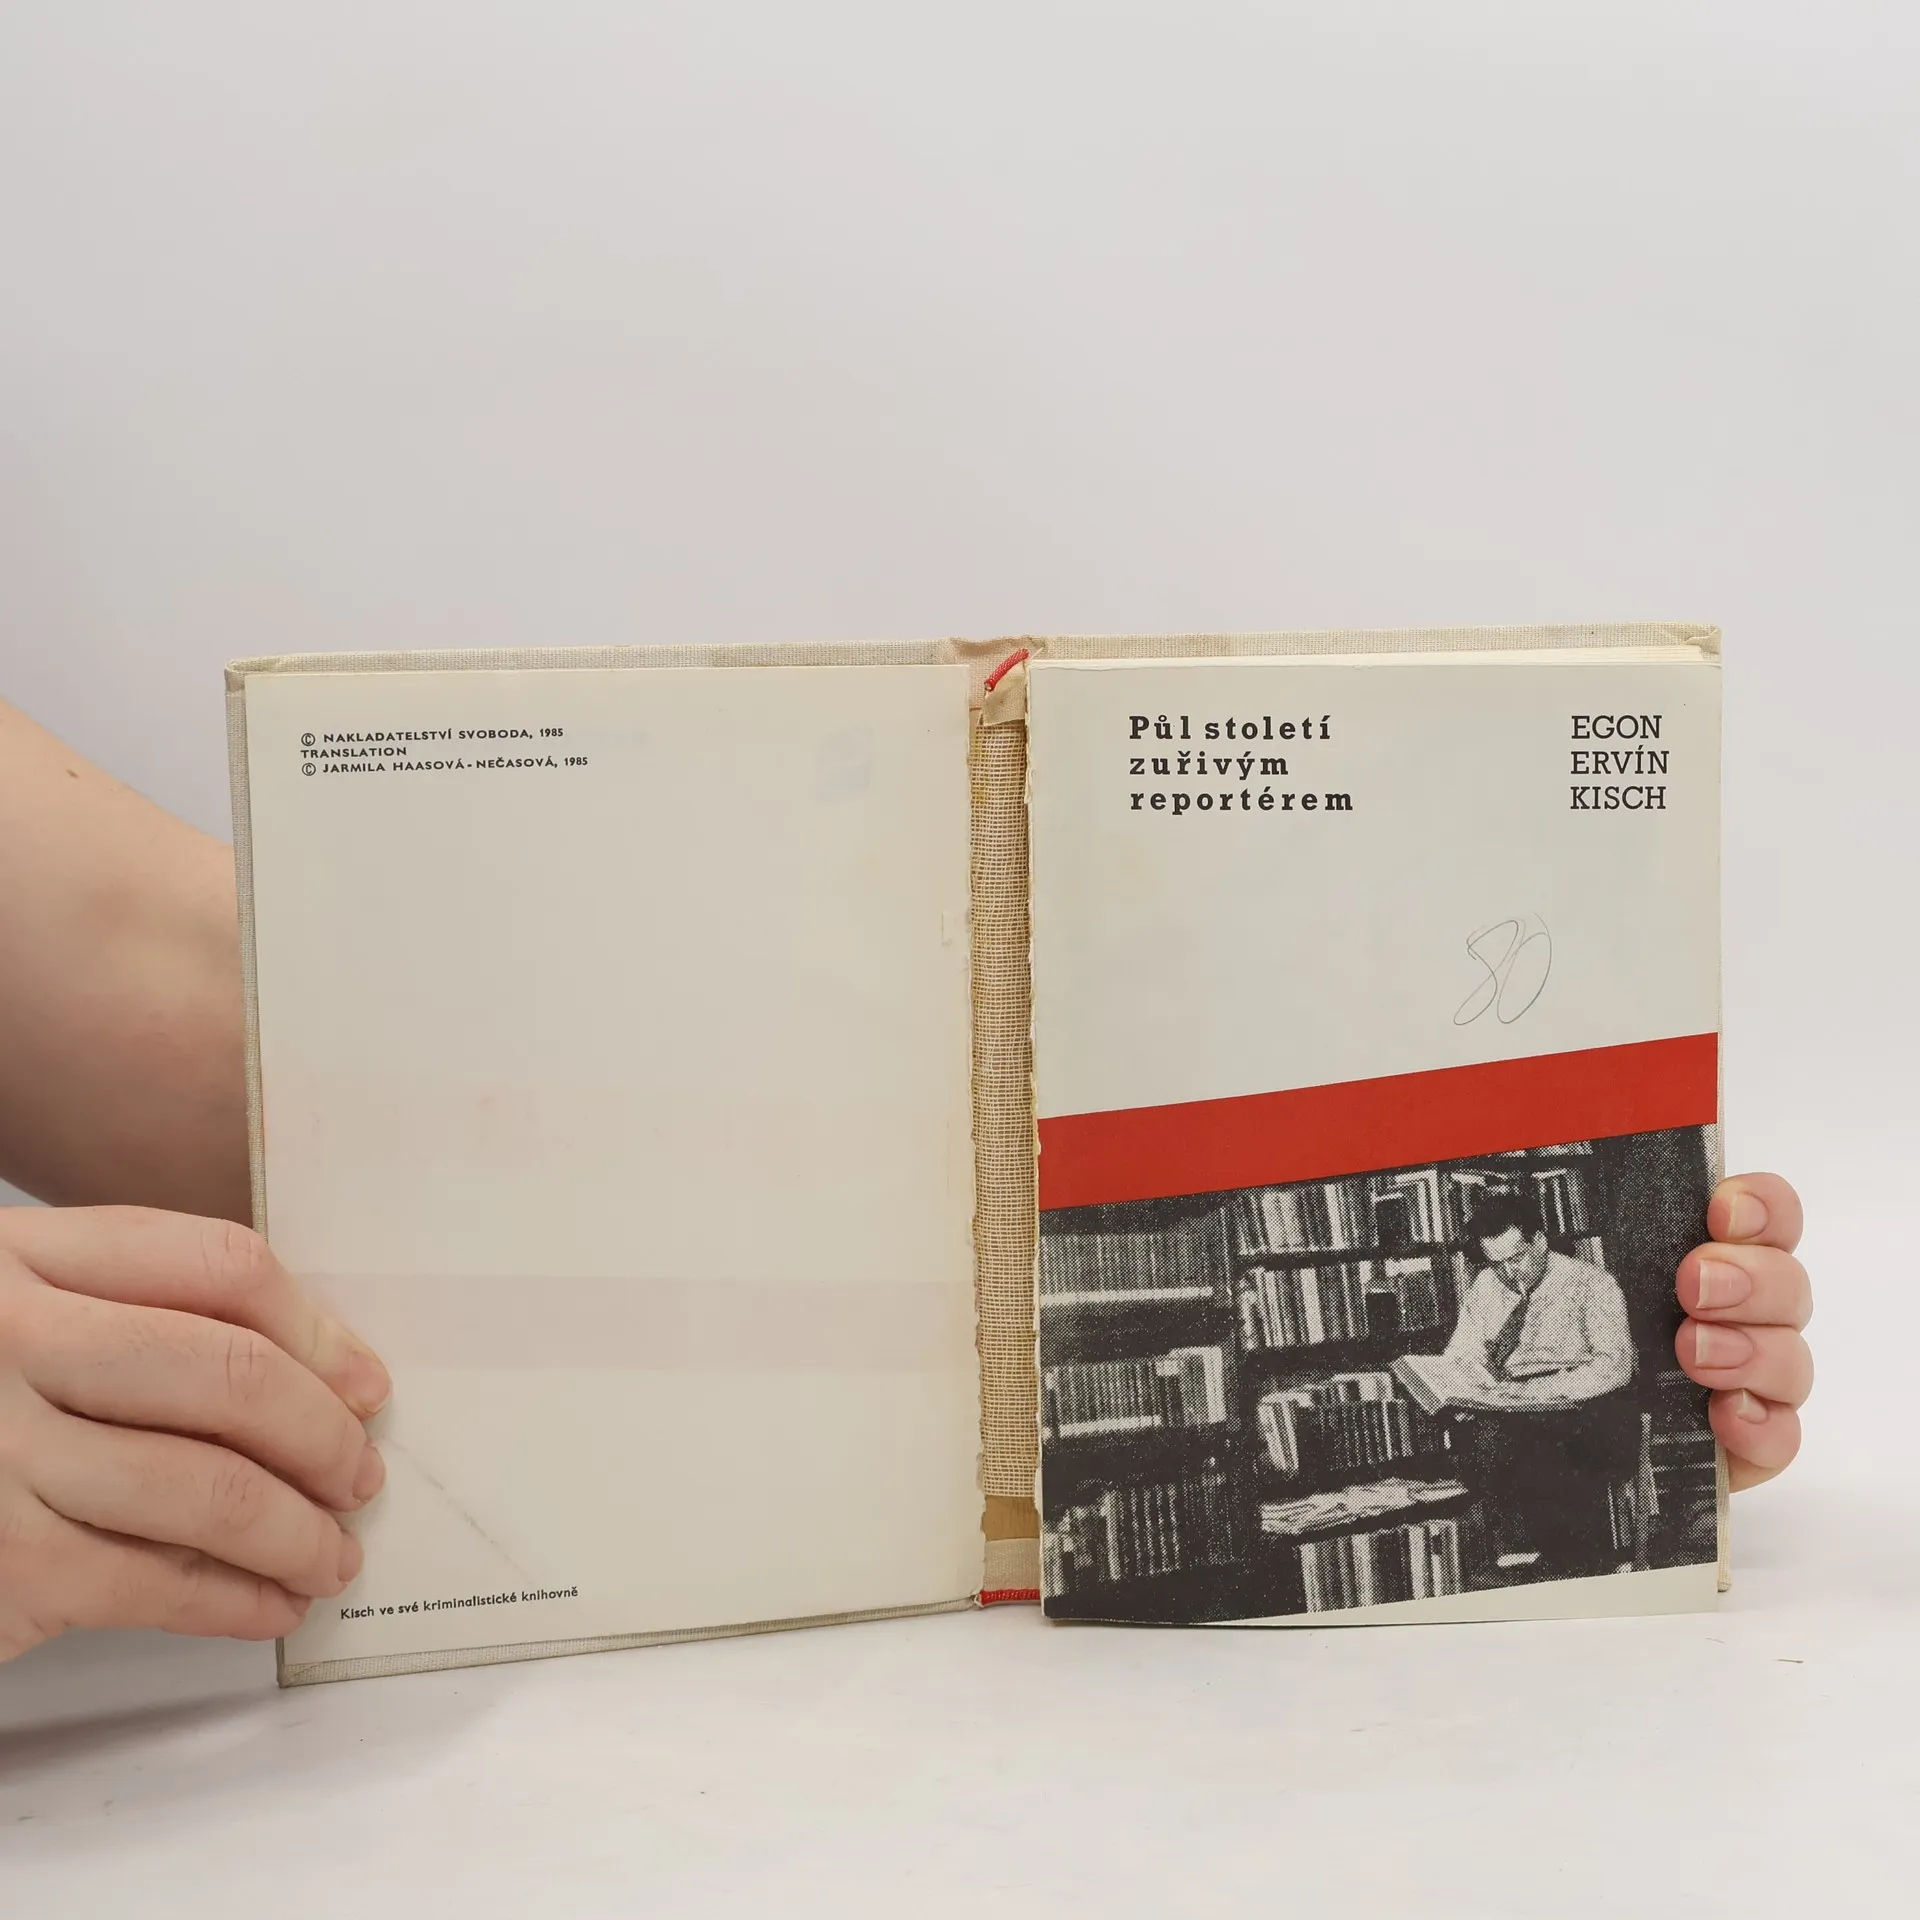 © NAKLADATELSTVÍ SVOBODA, 1985
TRANSLATION
© JARMILA HAASOVÁ-NEČASOVÁ, 1985
Kisch ve své kriminalistické knihovně
Půl století
zuřivým
reportérem
EGON
ERVÍN
KISCH
80